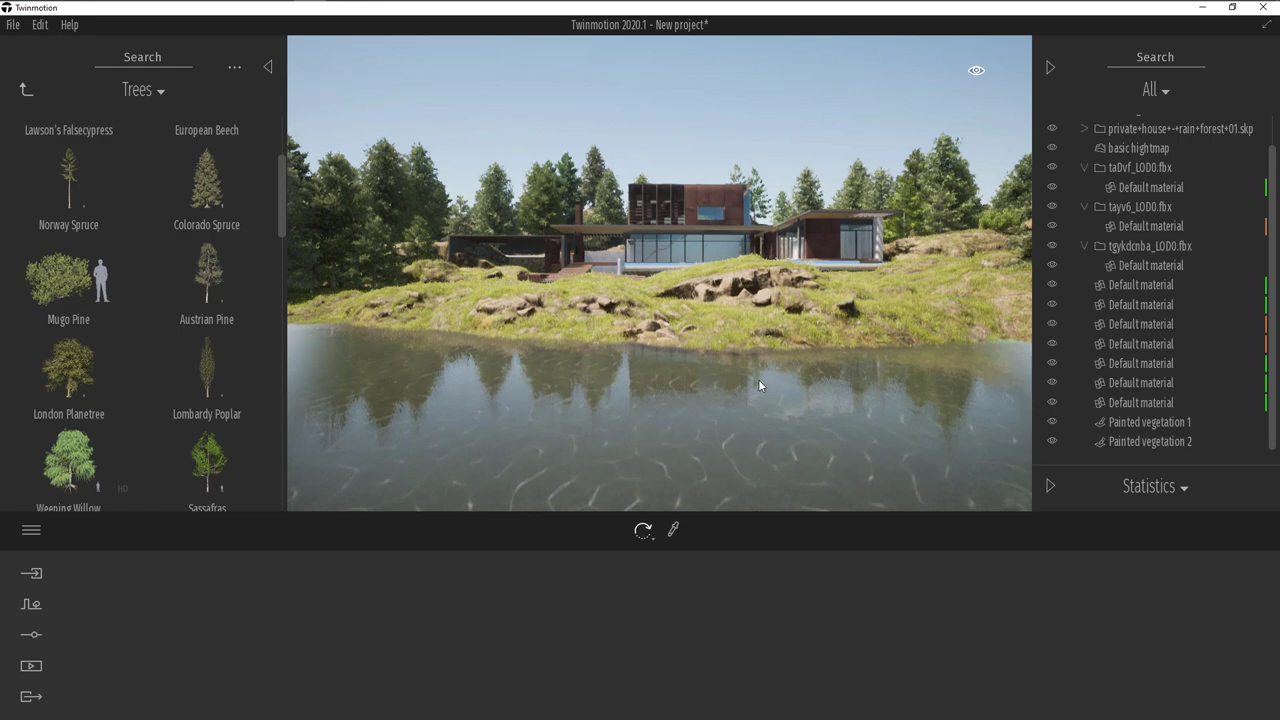 Twinmotion
File Edit Help
Twinmotion 2020.1 - New project*
Search
...
Trees
Lawson's Falsecypress
European Beech
Norway Spruce
Colorado Spruce
Mugo Pine
Austrian Pine
London Planetree
Lombardy Poplar
HD
Weeping Willow
Sassafras
Search
All
private+house+-+rain+forest+01.skp
basic hightmap
taDvf_LOD0.fbx
Default material
tayv6_LOD0.fbx
Default material
tgykdcnba_LOD0.fbx
Default material
Default material
Default material
Default material
Default material
Default material
Default material
Default material
Painted vegetation 1
Painted vegetation 2
Statistics